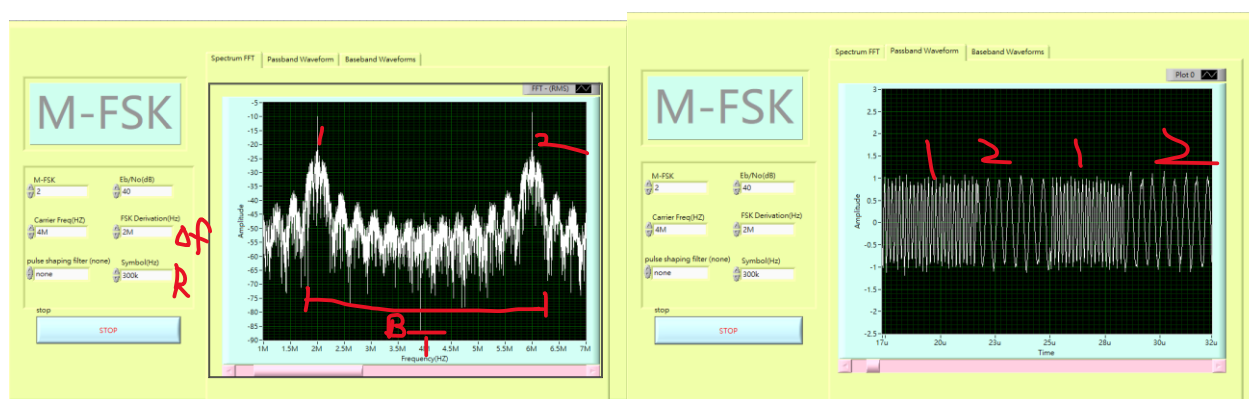 Spectrum FFT Passband Waveform Baseband Waveforms
M-FSK
FFT - (RMS)
M-FSK Eb/No(dB)
2 40
Carrier Freq(HZ) FSK Derivation(Hz)
4M 2M Δf
pulse shaping filter (none) Symbol(Hz)
none 300k R
stop
STOP
Amplitude
-5
-10
-15
-20
-25
-30
-35
-40
-45
-50
-55
-60
-65
-70
-75
-80
-85
-90
1 2
B
1M 1.5M 2M 2.5M 3M 3.5M 4M 4.5M 5M 5.5M 6M 6.5M 7M
Frequency(HZ)
Spectrum FFT Passband Waveform Baseband Waveforms
M-FSK
Plot 0
M-FSK Eb/No(dB)
2 40
Carrier Freq(HZ) FSK Derivation(Hz)
4M 2M
pulse shaping filter (none) Symbol(Hz)
none 300k
stop
STOP
Amplitude
3
2.5
2
1.5
1
0.5
0
-0.5
-1
-1.5
-2
-2.5
1 2 1 2
17u 20u 23u 25u 28u 30u 32u
Time